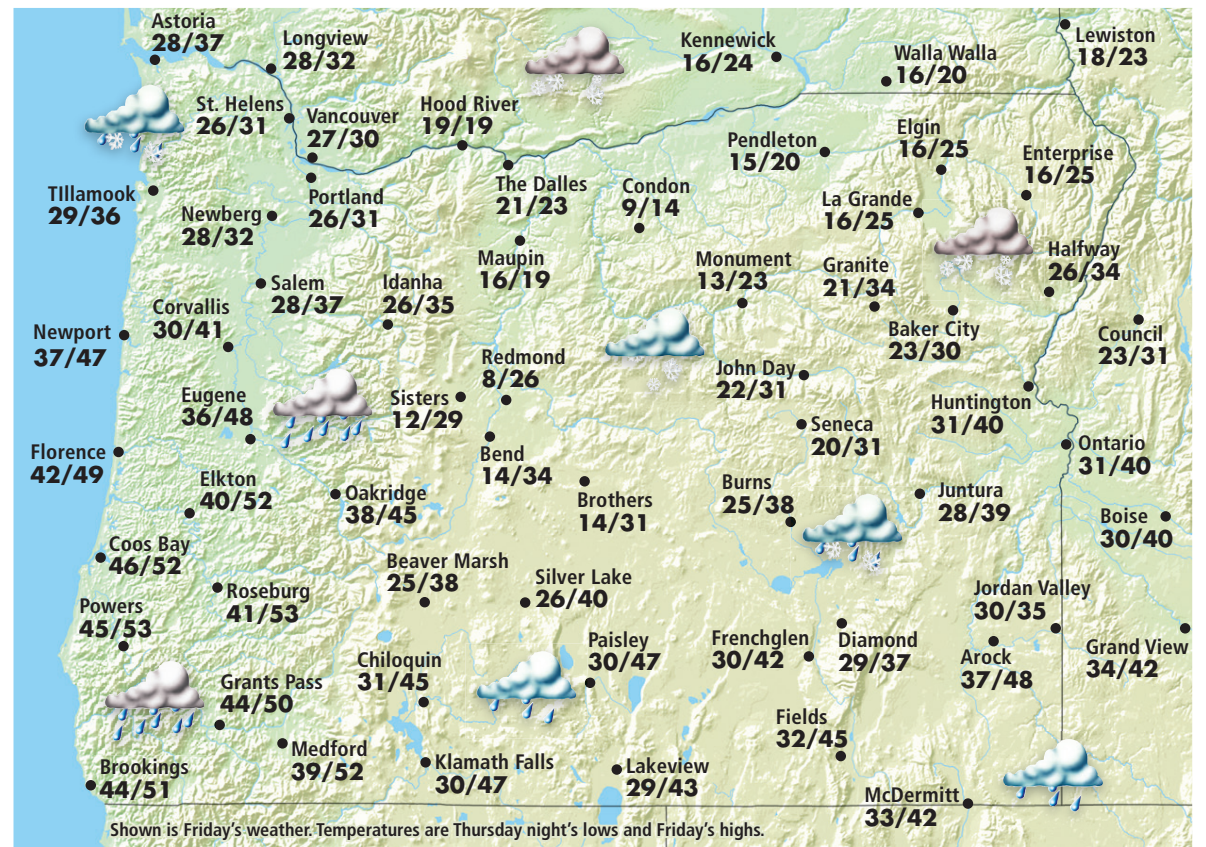 Astoria
28/37
Longview
28/32
Kennewick
16/24
Walla Walla
16/20
Lewiston
18/23
St. Helens
26/31
Vancouver
27/30
Hood River
19/19
Pendleton
15/20
Elgin
16/25
Enterprise
16/25
TIllamook
29/36
Newberg
28/32
Portland
26/31
The Dalles
21/23
Condon
9/14
La Grande
16/25
Maupin
16/19
Monument
13/23
Granite
21/34
Halfway
26/34
Salem
28/37
Idanha
26/35
Corvallis
30/41
Newport
37/47
Baker City
23/30
Council
23/31
Redmond
8/26
John Day
22/31
Eugene
36/48
Sisters
12/29
Huntington
31/40
Seneca
20/31
Ontario
31/40
Florence
42/49
Bend
14/34
Elkton
40/52
Oakridge
38/45
Brothers
14/31
Burns
25/38
Juntura
28/39
Boise
30/40
Coos Bay
46/52
Beaver Marsh
25/38
Silver Lake
26/40
Roseburg
41/53
Jordan Valley
30/35
Powers
45/53
Paisley
30/47
Frenchglen
30/42
Diamond
29/37
Arock
37/48
Grand View
34/42
Chiloquin
31/45
Grants Pass
44/50
Fields
32/45
Medford
39/52
Klamath Falls
30/47
Lakeview
29/43
Brookings
44/51
McDermitt
33/42
Shown is Friday's weather. Temperatures are Thursday night's lows and Friday's highs.